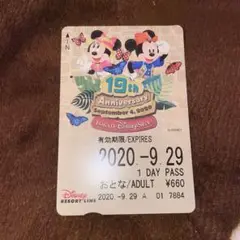 19th
Anniversary
September 4, 2020
Tokyo DisneySea
有効期限/EXPIRES
2020.-9.29
1 DAY PASS
おとな/ADULT ¥660
Disney
RESORT LINE
2020.-9.29 A 01 7864